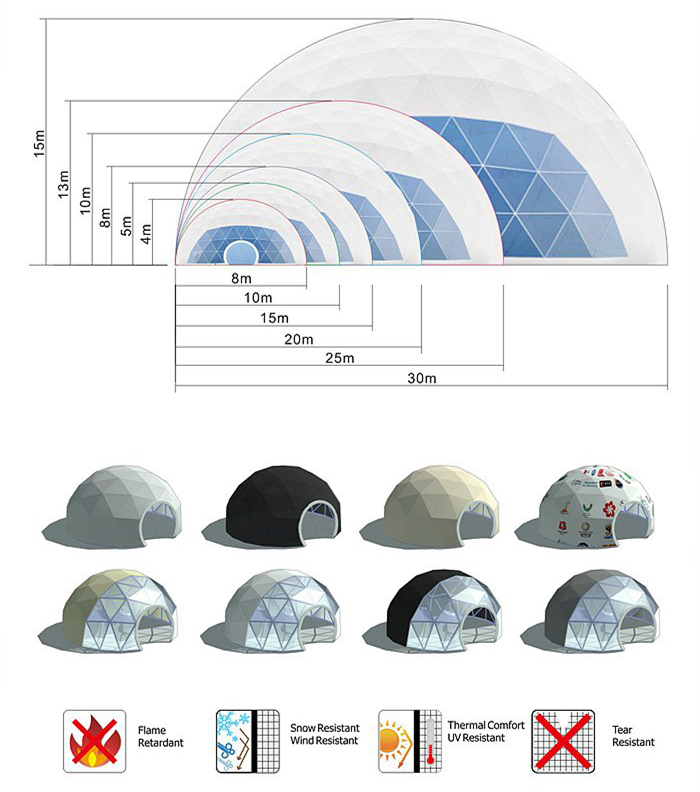 15m
13m
10m
8m
5m
4m
8m
10m
15m
20m
25m
30m
Flame
Retardant
Snow Resistant
Wind Resistant
Thermal Comfort
UV Resistant
Tear
Resistant